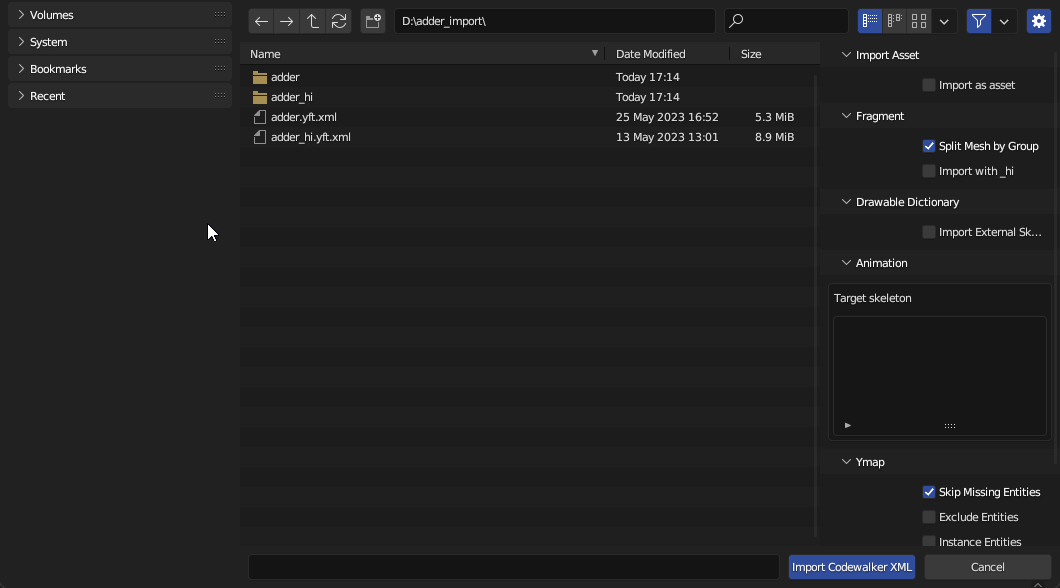 Volumes
System
Bookmarks
Recent
D:\adder_import\
Name Date Modified Size
adder Today 17:14
adder_hi Today 17:14
adder.yft.xml 25 May 2023 16:52 5.3 MiB
adder_hi.yft.xml 13 May 2023 13:01 8.9 MiB
Import Asset
Import as asset
Fragment
Split Mesh by Group
Import with _hi
Drawable Dictionary
Import External Sk...
Animation
Target skeleton
Ymap
Skip Missing Entities
Exclude Entities
Instance Entities
Import Codewalker XML Cancel